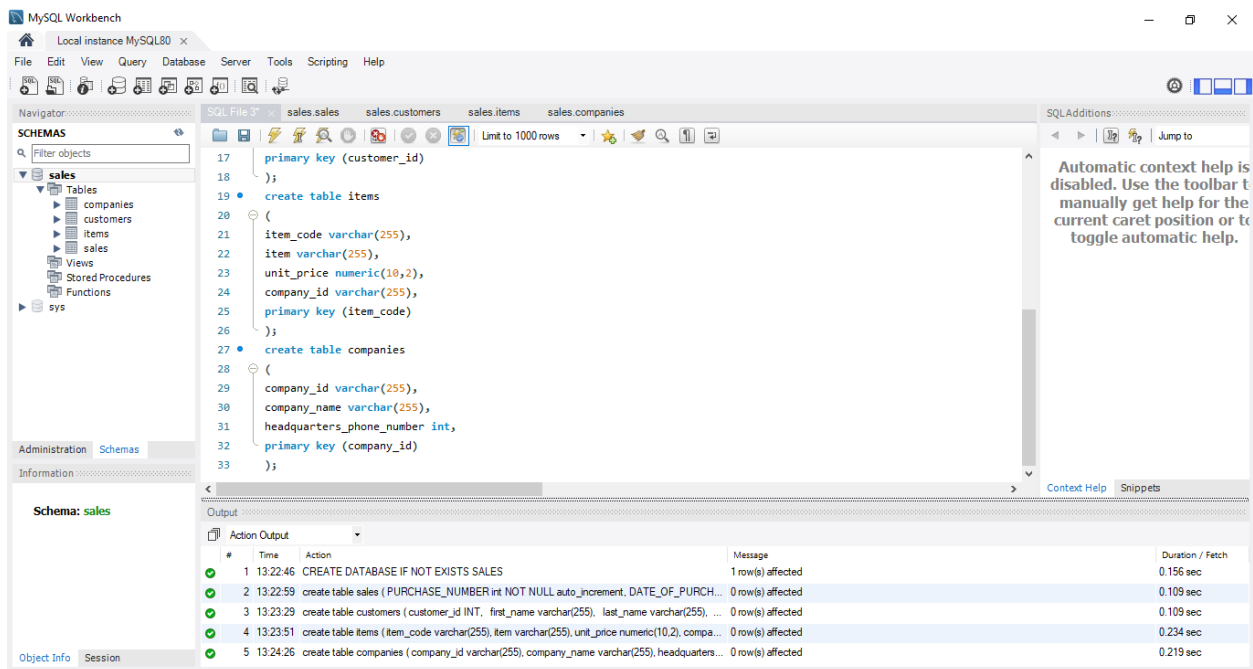 MySQL Workbench
Local instance MySQL80
File Edit View Query Database Server Tools Scripting Help
Navigator
SCHEMAS
Filter objects
sales
Tables
companies
customers
items
sales
Views
Stored Procedures
Functions
sys
Administration Schemas
Information
Schema: sales
Object Info Session
SQL File 3* sales.sales sales.customers sales.items sales.companies
Limit to 1000 rows
17 primary key (customer_id)
18 );
19 create table items
20 (
21 item_code varchar(255),
22 item varchar(255),
23 unit_price numeric(10,2),
24 company_id varchar(255),
25 primary key (item_code)
26 );
27 create table companies
28 (
29 company_id varchar(255),
30 company_name varchar(255),
31 headquarters_phone_number int,
32 primary key (company_id)
33 );
SQLAdditions
Jump to
Automatic context help is
disabled. Use the toolbar t
manually get help for the
current caret position or to
toggle automatic help.
Context Help Snippets
Output
Action Output
# Time Action Message Duration / Fetch
1 13:22:46 CREATE DATABASE IF NOT EXISTS SALES 1 row(s) affected 0.156 sec
2 13:22:59 create table sales ( PURCHASE_NUMBER int NOT NULL auto_increment, DATE_OF_PURCH... 0 row(s) affected 0.109 sec
3 13:23:29 create table customers ( customer_id INT, first_name varchar(255), last_name varchar(255), ... 0 row(s) affected 0.109 sec
4 13:23:51 create table items ( item_code varchar(255), item varchar(255), unit_price numeric(10,2), compa... 0 row(s) affected 0.234 sec
5 13:24:26 create table companies ( company_id varchar(255), company_name varchar(255), headquarters... 0 row(s) affected 0.219 sec